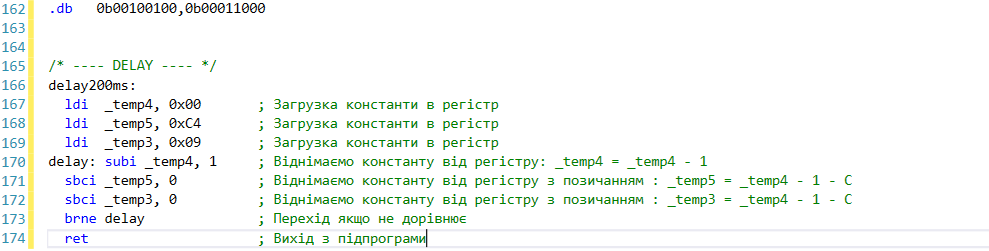 162 .db   0b00100100,0b00011000
163
164
165 /* ---- DELAY ---- */
166 delay200ms:
167   ldi  _temp4, 0x00       ; Загрузка константи в регістр
168   ldi  _temp5, 0xC4       ; Загрузка константи в регістр
169   ldi  _temp3, 0x09       ; Загрузка константи в регістр
170 delay: subi _temp4, 1     ; Віднімаємо константу від регістру: _temp4 = _temp4 - 1
171   sbci _temp5, 0          ; Віднімаємо константу від регістру з позичанням : _temp5 = _temp4 - 1 - C
172   sbci _temp3, 0          ; Віднімаємо константу від регістру з позичанням : _temp3 = _temp4 - 1 - C
173   brne delay              ; Перехід якщо не дорівнює
174   ret                     ; Вихід з підпрограми